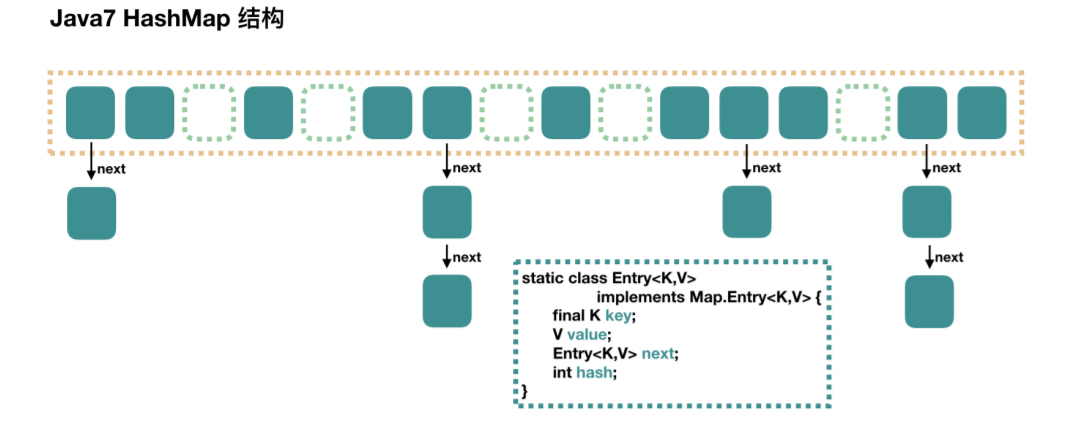 Java7 HashMap 结构
next
next
next
next
next
next
static class Entry<K,V>
implements Map.Entry<K,V> {
final K key;
V value;
Entry<K,V> next;
int hash;
}